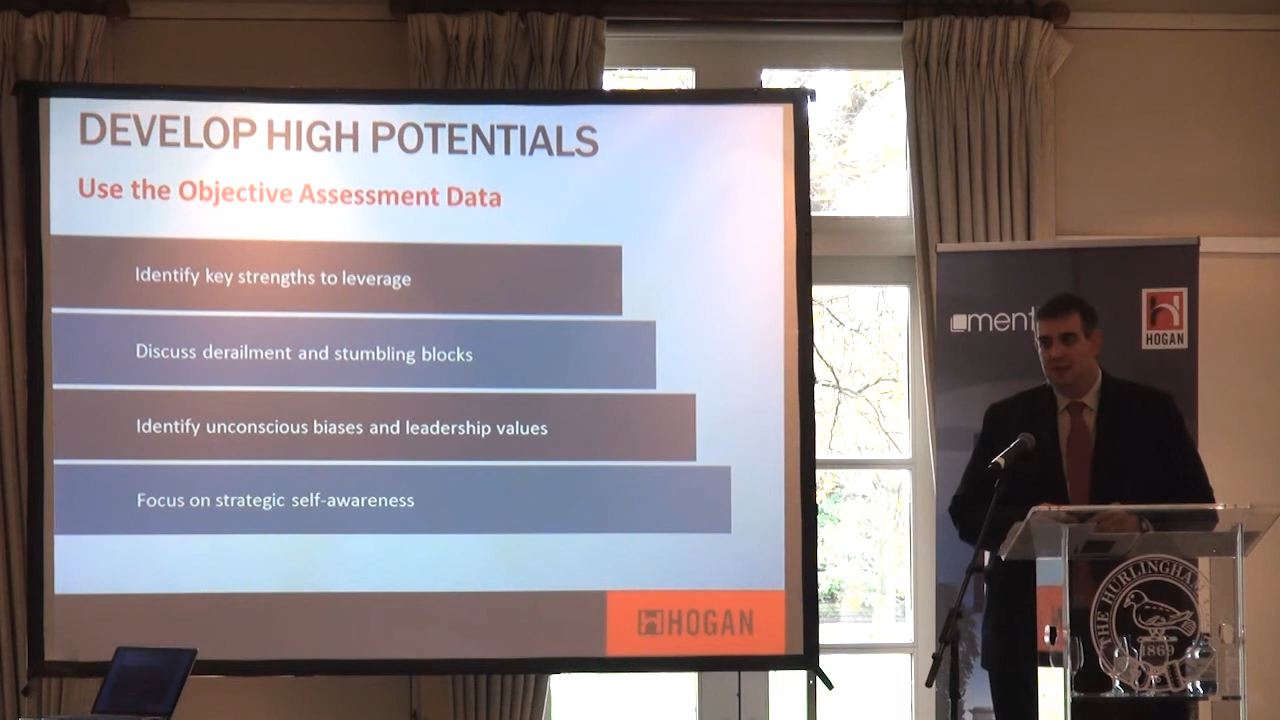 DEVELOP HIGH POTENTIALS
Use the Objective Assessment Data
Identify key strengths to leverage
Discuss derailment and stumbling blocks
Identify unconscious biases and leadership values
Focus on strategic self-awareness
HOGAN
ment
HOGAN
THE HURLINGHAM
1869